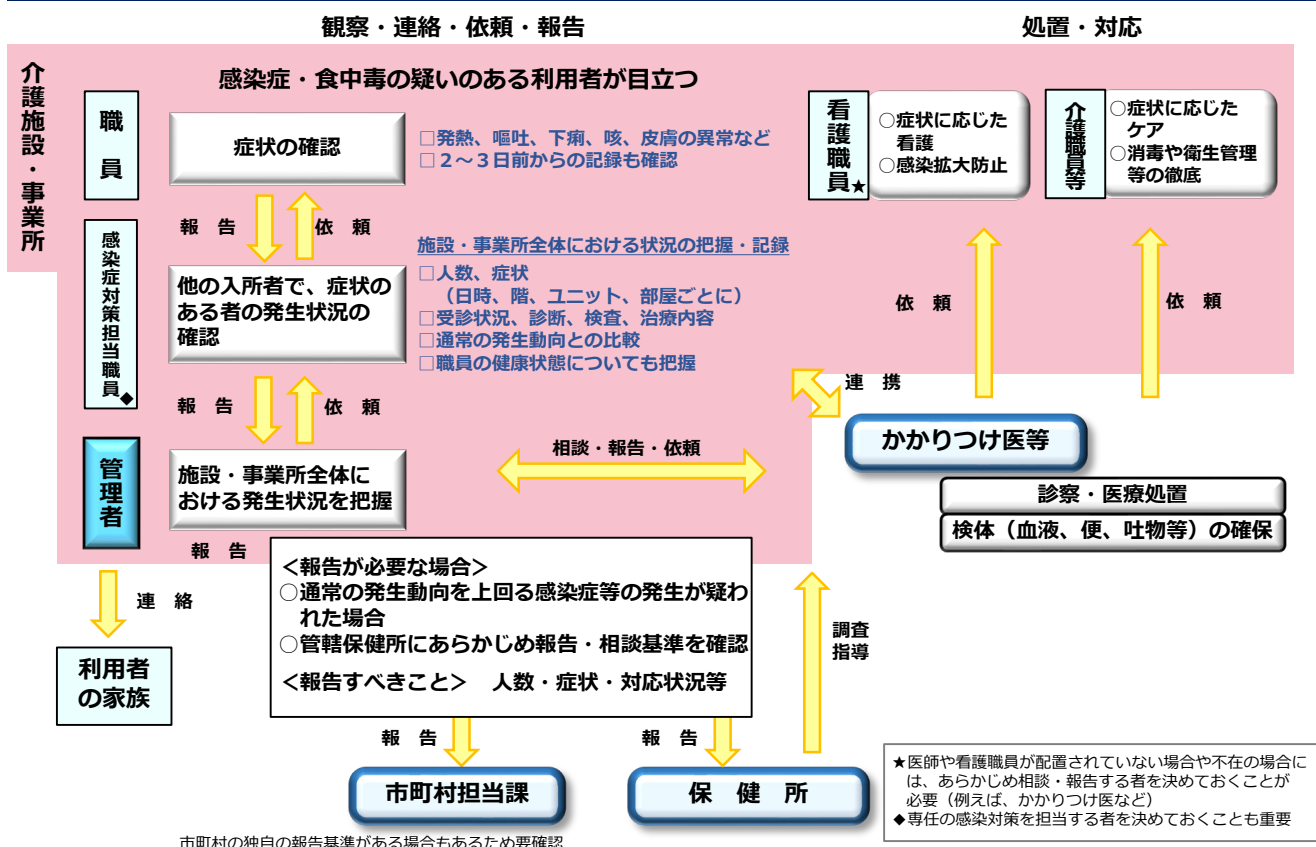 観察・連絡・依頼・報告
処置・対応
介護施設・事業所
感染症・食中毒の疑いのある利用者が目立つ
職員
症状の確認
□発熱、嘔吐、下痢、咳、皮膚の異常など
□２～３日前からの記録も確認
看護職員★
○症状に応じた
看護
○感染拡大防止
介護職員等
○症状に応じた
ケア
○消毒や衛生管理
等の徹底
報告
依頼
感染症対策担当職員◆
他の入所者で、症状の
ある者の発生状況の
確認
施設・事業所全体における状況の把握・記録
□人数、症状
（日時、階、ユニット、部屋ごとに）
□受診状況、診断、検査、治療内容
□通常の発生動向との比較
□職員の健康状態についても把握
依頼
依頼
報告
依頼
連携
かかりつけ医等
診察・医療処置
検体（血液、便、吐物等）の確保
管理者
施設・事業所全体に
おける発生状況を把握
相談・報告・依頼
報告
＜報告が必要な場合＞
○通常の発生動向を上回る感染症等の発生が疑わ
れた場合
○管轄保健所にあらかじめ報告・相談基準を確認
＜報告すべきこと＞　人数・症状・対応状況等
連絡
利用者
の家族
調査
指導
報告
報告
市町村担当課
保健所
★医師や看護職員が配置されていない場合や不在の場合に
は、あらかじめ相談・報告する者を決めておくことが
必要（例えば、かかりつけ医など）
◆専任の感染対策を担当する者を決めておくことも重要
市町村の独自の報告基準がある場合もあるため要確認